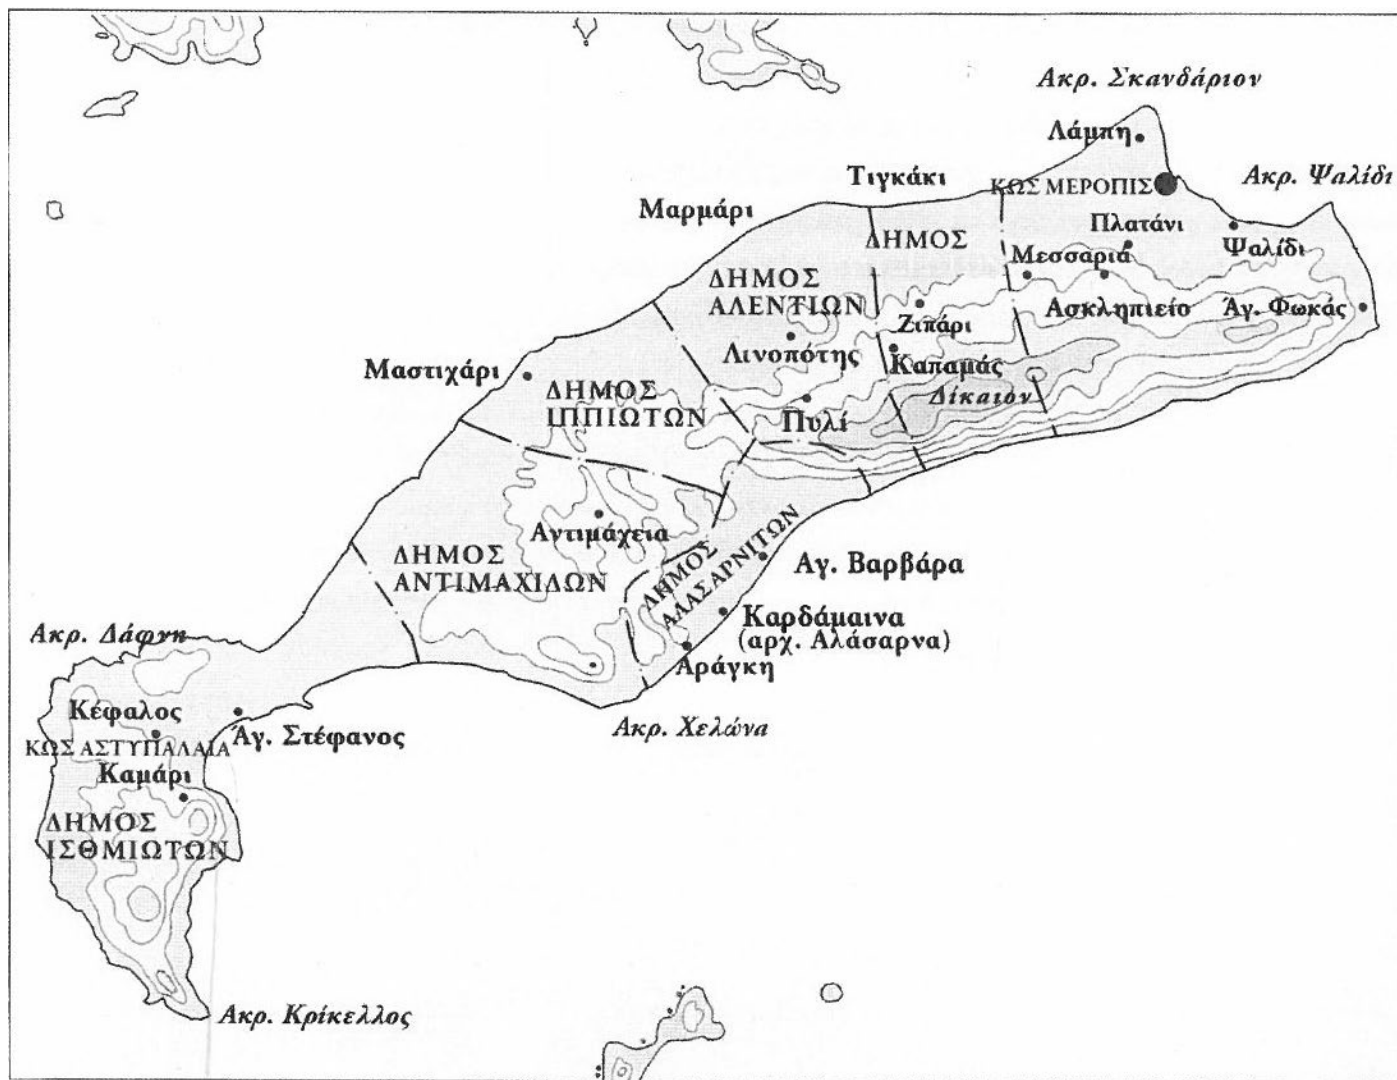 Ακρ. Σκανδάριον
Λάμπη
Τιγκάκι
ΚΩΣ ΜΕΡΟΠΙΣ
Ακρ. Ψαλίδι
Μαρμάρι
Πλατάνι
ΔΗΜΟΣ
Ψαλίδι
Μεσσαριά
ΔΗΜΟΣ
ΑΛΕΝΤΙΩΝ
Ασκληπιείο
Άγ. Φωκάς
Ζιπάρι
Λινοπότης
Καπαμάς
Μαστιχάρι
ΔΗΜΟΣ
ΙΠΠΙΩΤΩΝ
Δίκαιον
Πυλί
Αντιμάχεια
ΔΗΜΟΣ
ΑΝΤΙΜΑΧΙΔΩΝ
ΔΗΜΟΣ
ΑΛΑΣΑΡΝΙΤΩΝ
Αγ. Βαρβάρα
Καρδάμαινα
(αρχ. Αλάσαρνα)
Αράγκη
Ακρ. Δάφνη
Κέφαλος
Άγ. Στέφανος
Ακρ. Χελώνα
ΚΩΣ ΑΣΤΥΠΑΛΑΙΑ
Καμάρι
ΔΗΜΟΣ
ΙΣΘΜΙΩΤΩΝ
Ακρ. Κρίκελλος